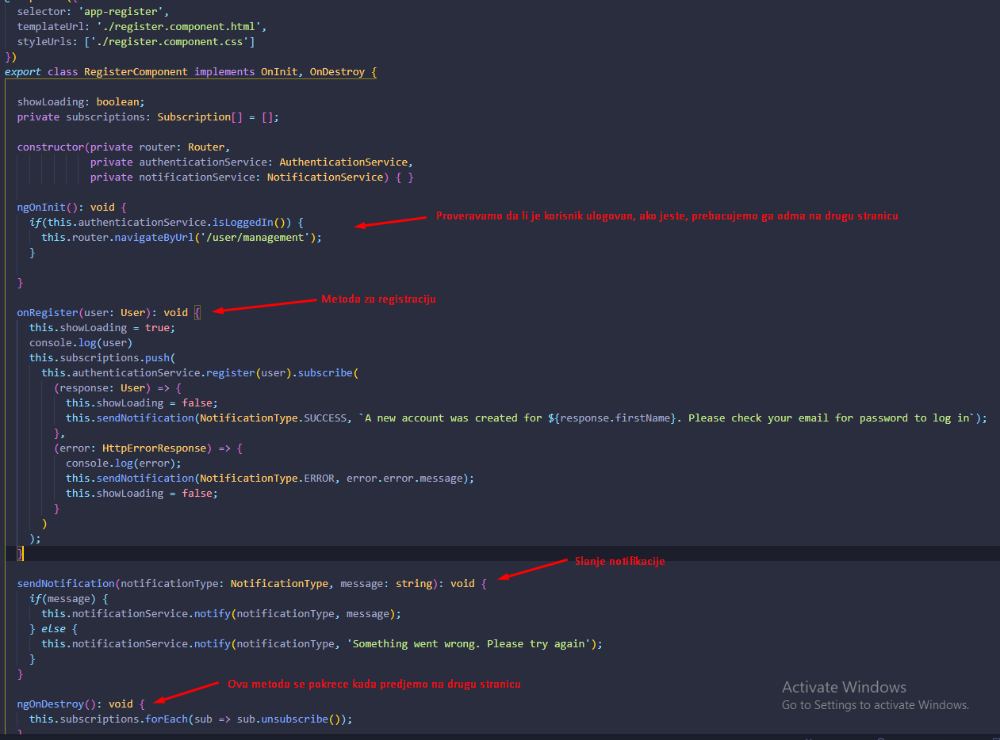 selector: 'app-register',
templateUrl: './register.component.html',
styleUrls: ['./register.component.css']
})
export class RegisterComponent implements OnInit, OnDestroy {
showLoading: boolean;
private subscriptions: Subscription[] = [];
constructor(private router: Router,
private authenticationService: AuthenticationService,
private notificationService: NotificationService) { }
ngOnInit(): void {
if(this.authenticationService.isLoggedIn()) {
Proveravamo da li je korisnik ulogovan, ako jeste, prebacujemo ga odma na drugu stranicu
this.router.navigateByUrl('/user/management');
}
}
Metoda za registraciju
onRegister(user: User): void {
this.showLoading = true;
console.log(user)
this.subscriptions.push(
this.authenticationService.register(user).subscribe(
(response: User) => {
this.showLoading = false;
this.sendNotification(NotificationType.SUCCESS, `A new account was created for ${response.firstName}. Please check your email for password to log in`);
},
(error: HttpErrorResponse) => {
console.log(error);
this.sendNotification(NotificationType.ERROR, error.error.message);
this.showLoading = false;
}
)
);
}
Slanje notifikacije
sendNotification(notificationType: NotificationType, message: string): void {
if(message) {
this.notificationService.notify(notificationType, message);
} else {
this.notificationService.notify(notificationType, 'Something went wrong. Please try again');
}
}
Ova metoda se pokrece kada predjemo na drugu stranicu
ngOnDestroy(): void {
this.subscriptions.forEach(sub => sub.unsubscribe());
}
Activate Windows
Go to Settings to activate Windows.